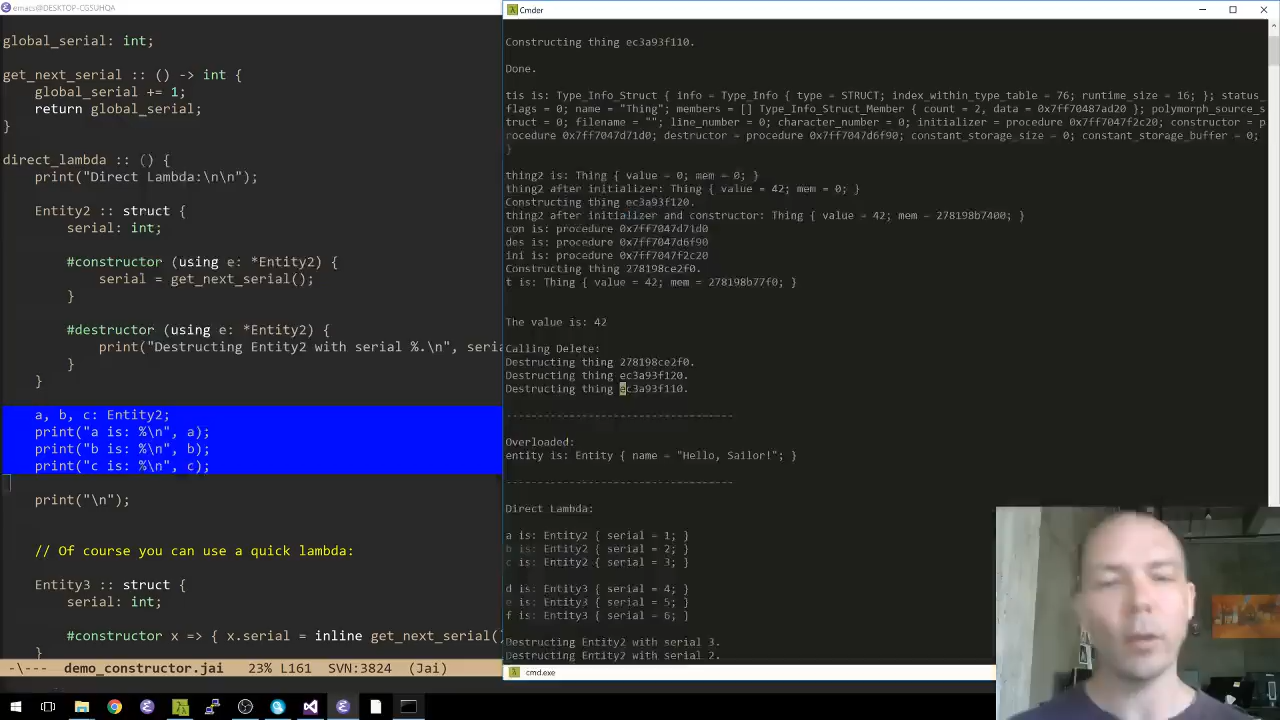 emacs@DESKTOP-CGSUHQA
global_serial: int;
get_next_serial :: () -> int {
global_serial += 1;
return global_serial;
}
direct_lambda :: () {
print("Direct Lambda:\n\n");
Entity2 :: struct {
serial: int;
#constructor (using e: *Entity2) {
serial = get_next_serial();
}
#destructor (using e: *Entity2) {
print("Destructing Entity2 with serial %.\n", seria
}
}
a, b, c: Entity2;
print("a is: %\n", a);
print("b is: %\n", b);
print("c is: %\n", c);
print("\n");
// Of course you can use a quick lambda:
Entity3 :: struct {
serial: int;
#constructor x => { x.serial = inline get_next_serial()
}
-\--- demo_constructor.jai 23% L161 SVN:3824 (Jai)
Cmder
Constructing thing ec3a93f110.
Done.
tis is: Type_Info_Struct { info = Type_Info { type = STRUCT; index_within_type_table = 76; runtime_size = 16; }; status_
flags = 0; name = "Thing"; members = [] Type_Info_Struct_Member { count = 2, data = 0x7ff70487ad20 }; polymorph_source_s
truct = 0; filename = ""; line_number = 0; character_number = 0; initializer = procedure 0x7ff7047f2c20; constructor = p
rocedure 0x7ff7047d71d0; destructor = procedure 0x7ff7047d6f90; constant_storage_size = 0; constant_storage_buffer = 0;
}
thing2 is: Thing { value = 0; mem = 0; }
thing2 after initializer: Thing { value = 42; mem = 0; }
Constructing thing ec3a93f120.
thing2 after initializer and constructor: Thing { value = 42; mem = 278198b7400; }
con is: procedure 0x7ff7047d71d0
des is: procedure 0x7ff7047d6f90
ini is: procedure 0x7ff7047f2c20
Constructing thing 278198ce2f0.
t is: Thing { value = 42; mem = 278198b77f0; }
The value is: 42
Calling Delete:
Destructing thing 278198ce2f0.
Destructing thing ec3a93f120.
Destructing thing ec3a93f110.
-----------------------------------
Overloaded:
entity is: Entity { name = "Hello, Sailor!"; }
-----------------------------------
Direct Lambda:
a is: Entity2 { serial = 1; }
b is: Entity2 { serial = 2; }
c is: Entity2 { serial = 3; }
d is: Entity3 { serial = 4; }
e is: Entity3 { serial = 5; }
f is: Entity3 { serial = 6; }
Destructing Entity2 with serial 3.
Destructing Entity2 with serial 2.
cmd.exe